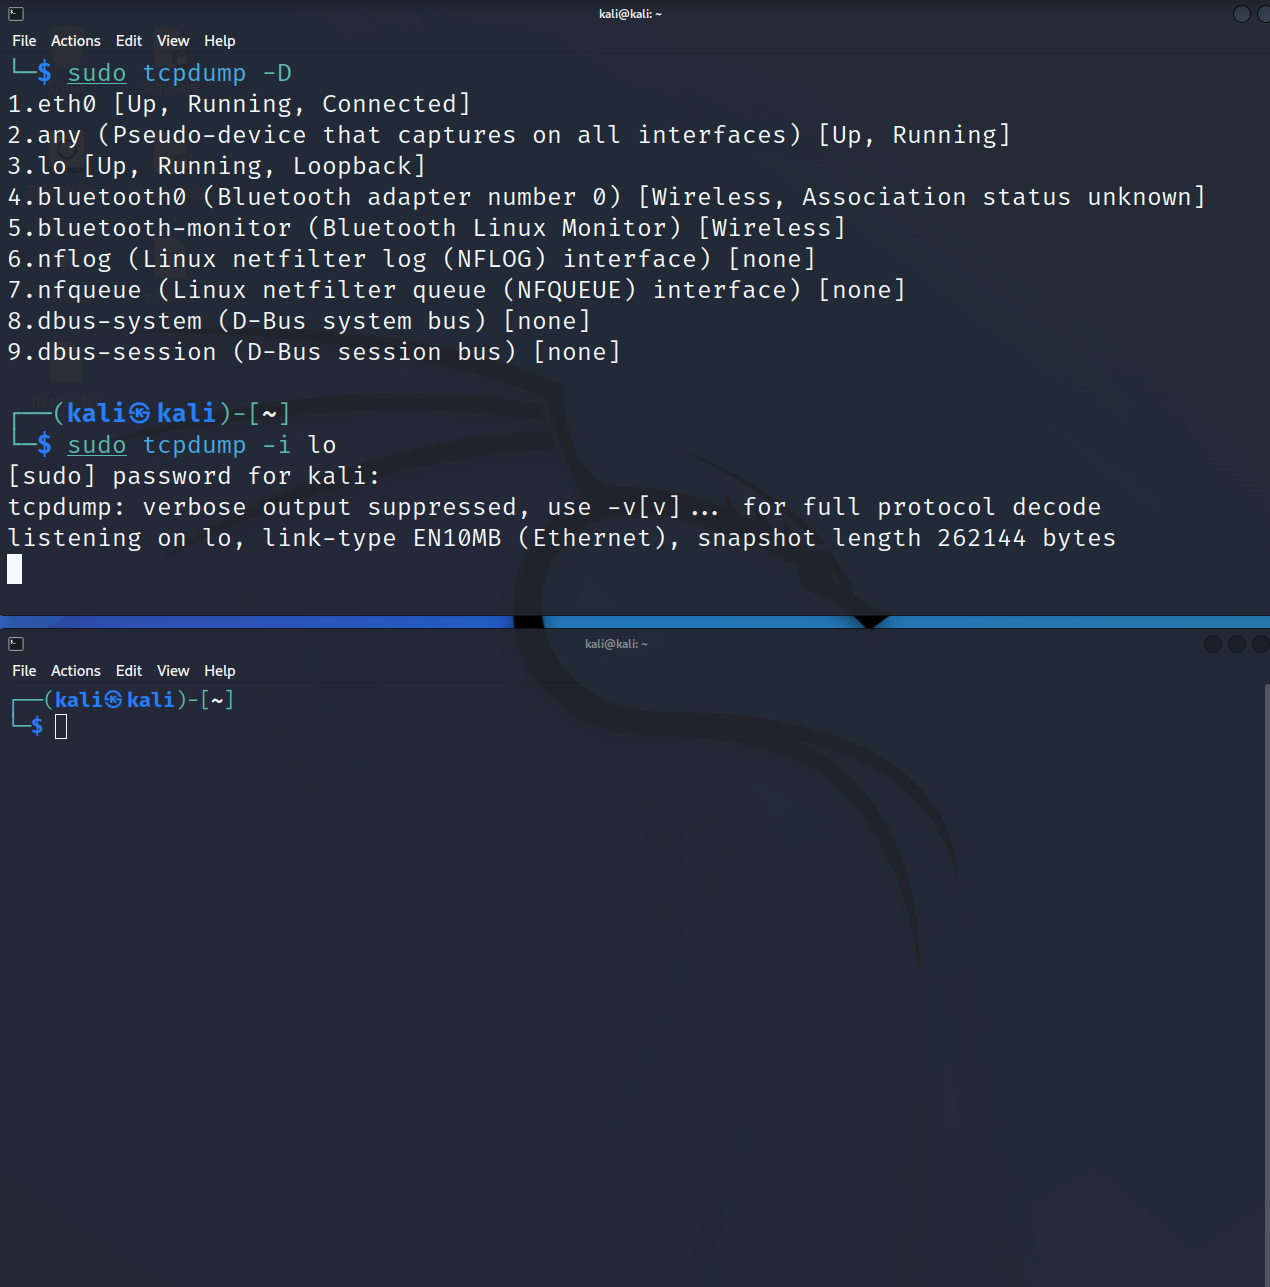 kali@kali: ~
File Actions Edit View Help
└─$ sudo tcpdump -D
1.eth0 [Up, Running, Connected]
2.any (Pseudo-device that captures on all interfaces) [Up, Running]
3.lo [Up, Running, Loopback]
4.bluetooth0 (Bluetooth adapter number 0) [Wireless, Association status unknown]
5.bluetooth-monitor (Bluetooth Linux Monitor) [Wireless]
6.nflog (Linux netfilter log (NFLOG) interface) [none]
7.nfqueue (Linux netfilter queue (NFQUEUE) interface) [none]
8.dbus-system (D-Bus system bus) [none]
9.dbus-session (D-Bus session bus) [none]
┌──(kali㉿kali)-[~]
└─$ sudo tcpdump -i lo
[sudo] password for kali:
tcpdump: verbose output suppressed, use -v[v]... for full protocol decode
listening on lo, link-type EN10MB (Ethernet), snapshot length 262144 bytes
kali@kali: ~
File Actions Edit View Help
┌──(kali㉿kali)-[~]
└─$